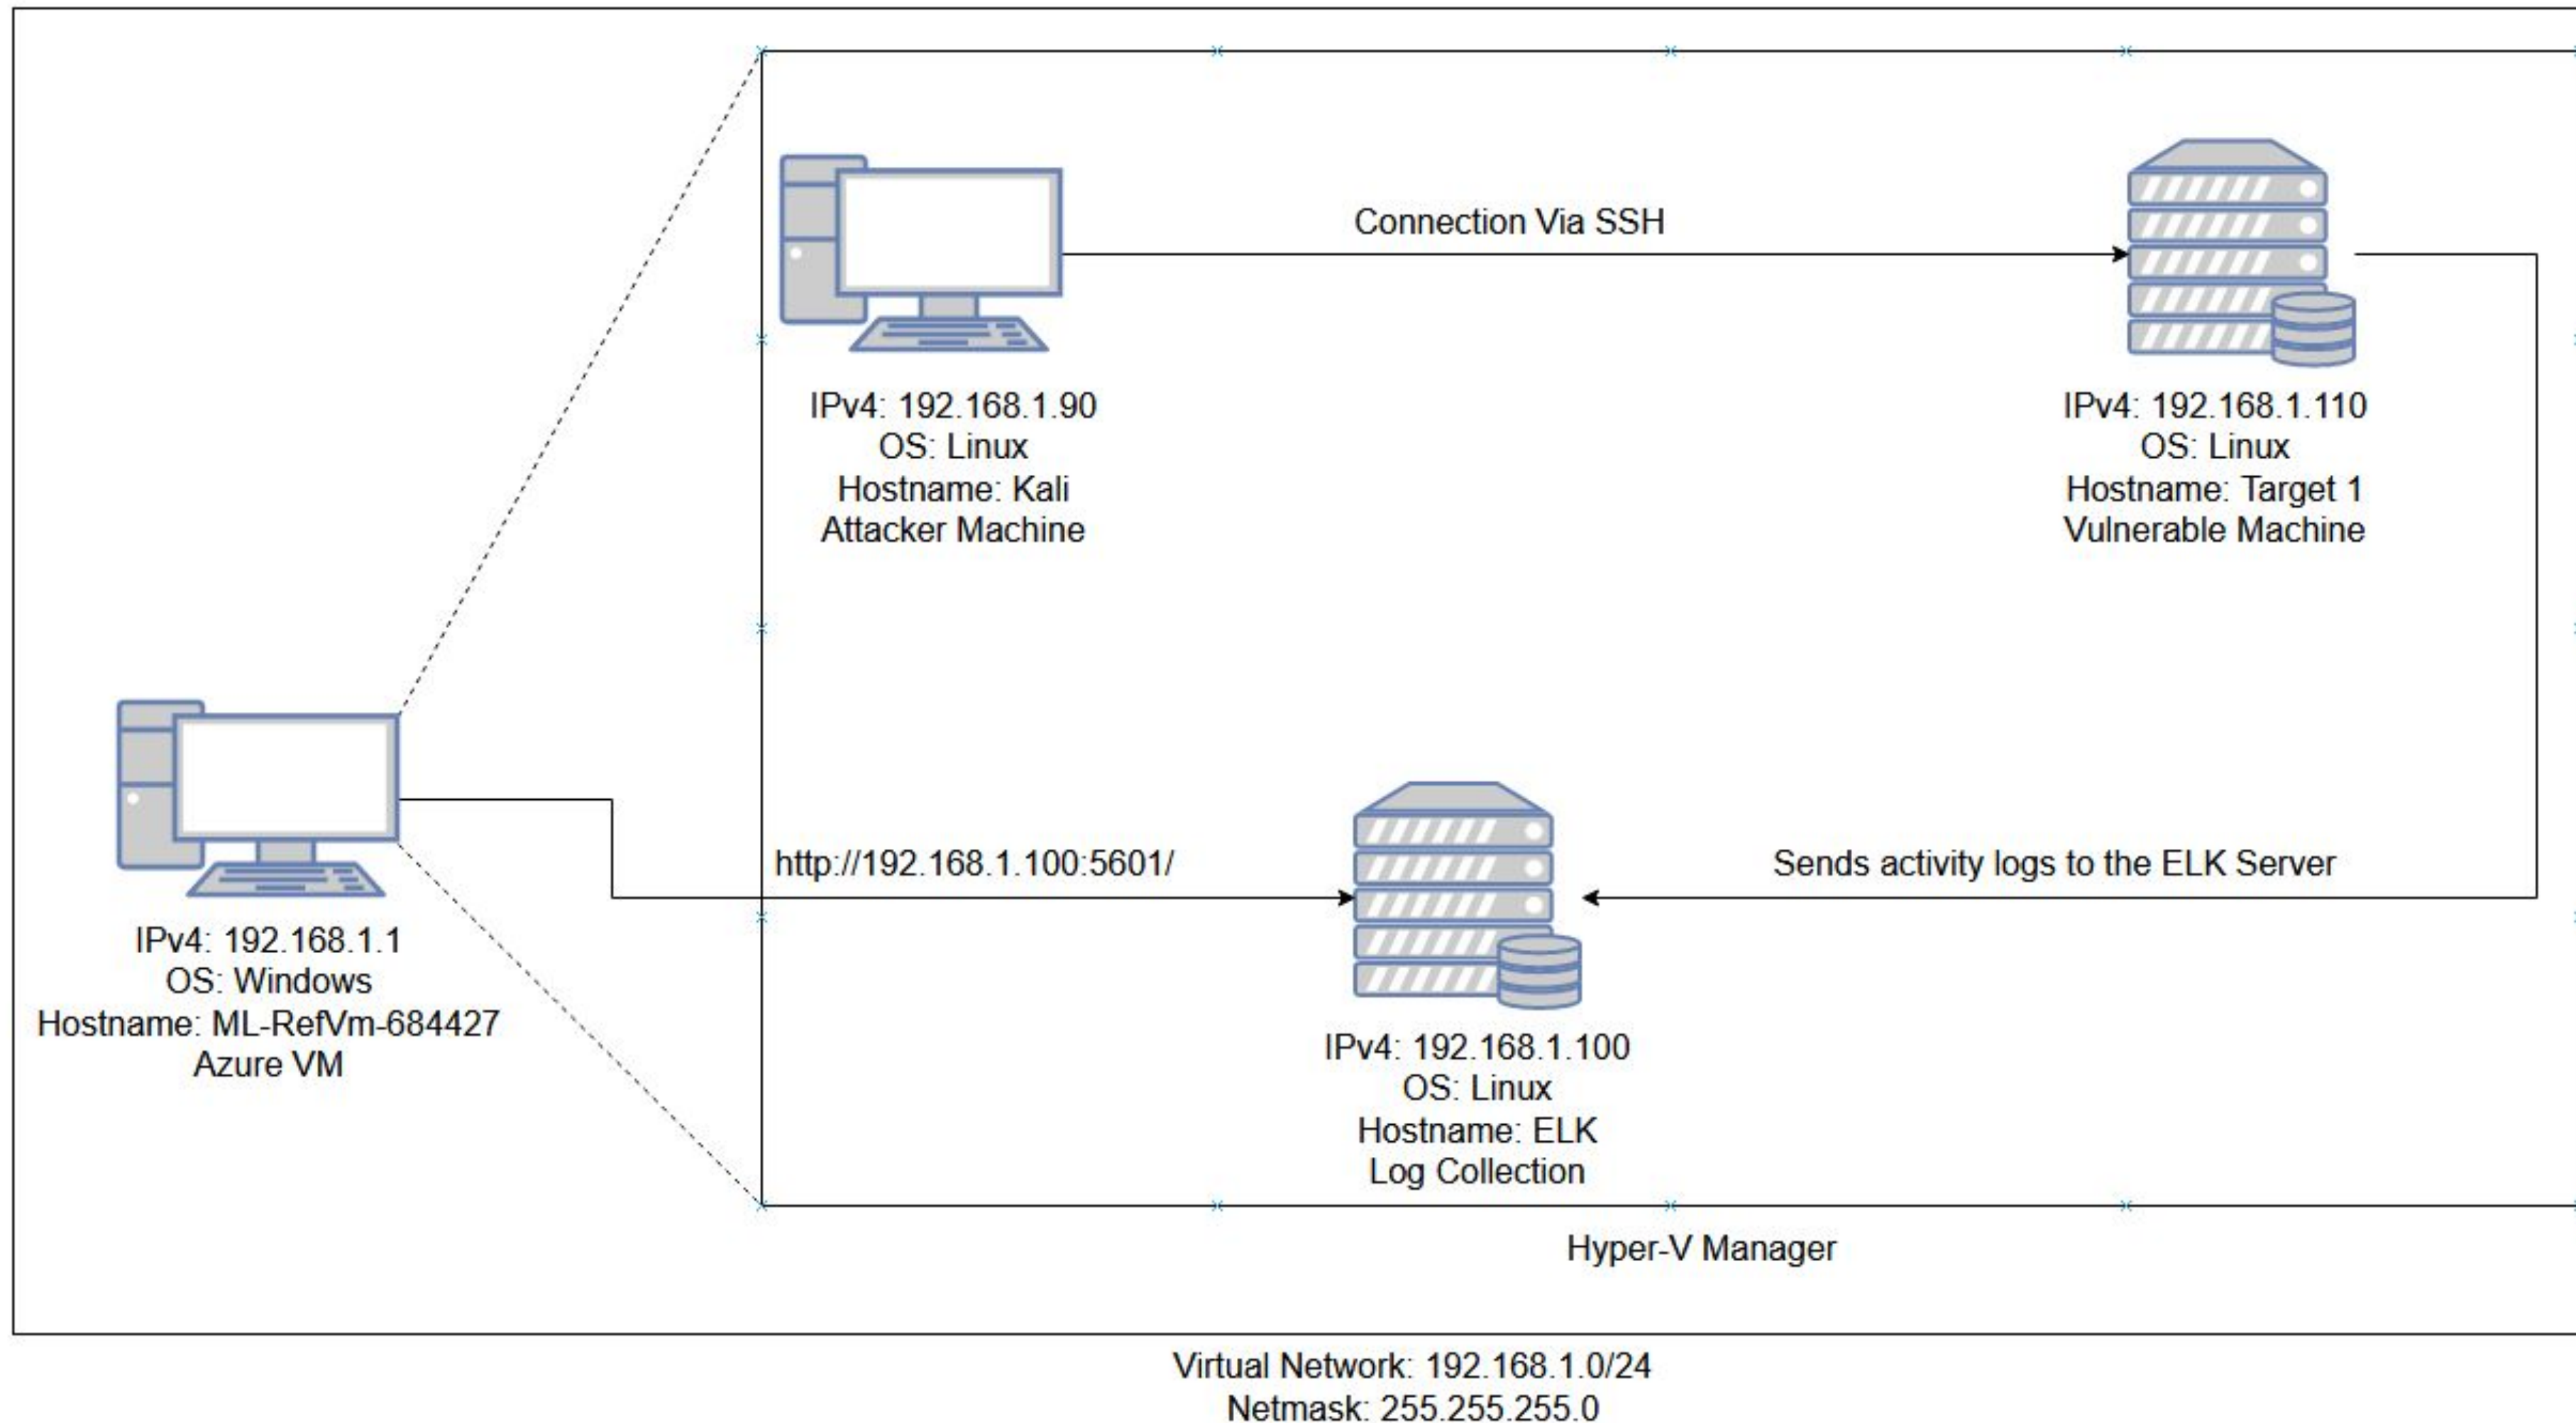 Connection Via SSH
IPv4: 192.168.1.90
OS: Linux
Hostname: Kali
Attacker Machine
IPv4: 192.168.1.110
OS: Linux
Hostname: Target 1
Vulnerable Machine
http://192.168.1.100:5601/
Sends activity logs to the ELK Server
IPv4: 192.168.1.1
OS: Windows
Hostname: ML-RefVm-684427
Azure VM
IPv4: 192.168.1.100
OS: Linux
Hostname: ELK
Log Collection
Hyper-V Manager
Virtual Network: 192.168.1.0/24
Netmask: 255.255.255.0